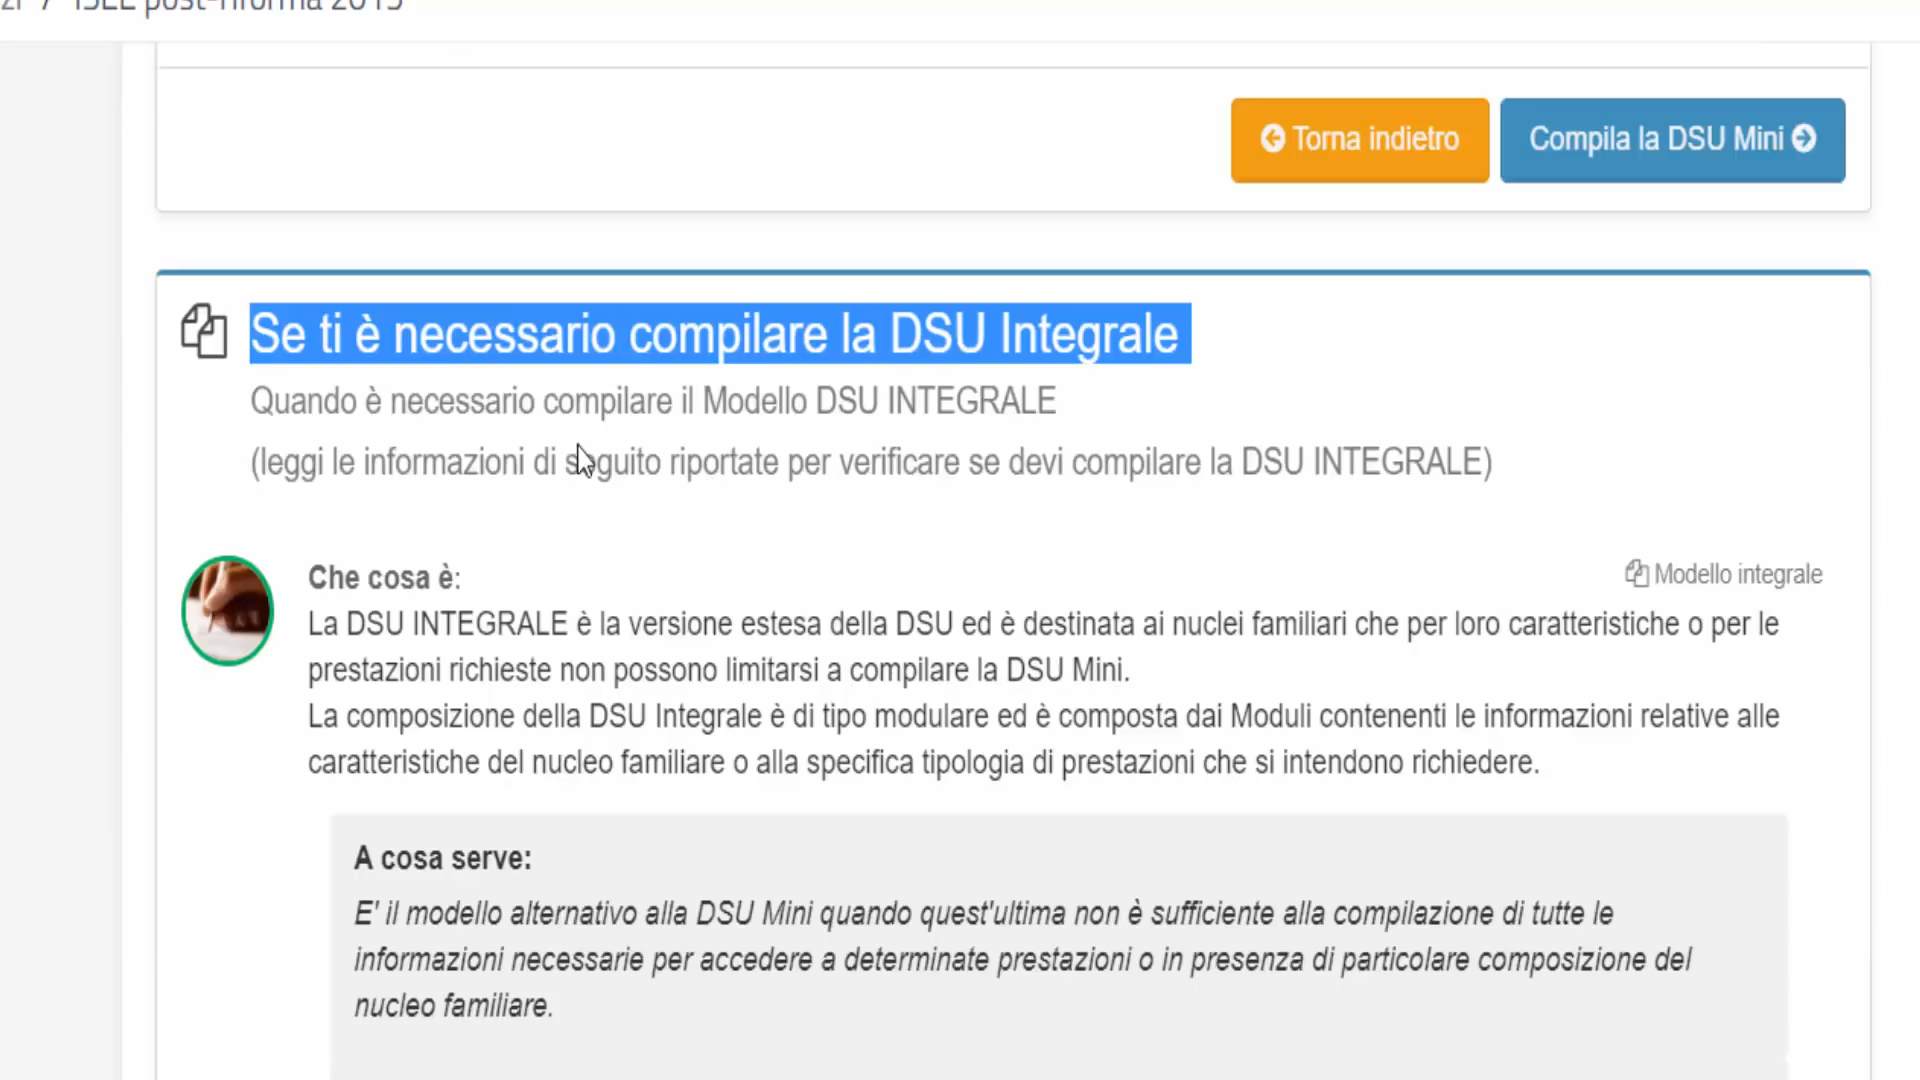 / ISEE post-riforma 2015
Torna indietro
Compila la DSU Mini
Se ti è necessario compilare la DSU Integrale
Quando è necessario compilare il Modello DSU INTEGRALE
(leggi le informazioni di seguito riportate per verificare se devi compilare la DSU INTEGRALE)
Che cosa è:
Modello integrale
La DSU INTEGRALE è la versione estesa della DSU ed è destinata ai nuclei familiari che per loro caratteristiche o per le
prestazioni richieste non possono limitarsi a compilare la DSU Mini.
La composizione della DSU Integrale è di tipo modulare ed è composta dai Moduli contenenti le informazioni relative alle
caratteristiche del nucleo familiare o alla specifica tipologia di prestazioni che si intendono richiedere.
A cosa serve:
E' il modello alternativo alla DSU Mini quando quest'ultima non è sufficiente alla compilazione di tutte le
informazioni necessarie per accedere a determinate prestazioni o in presenza di particolare composizione del
nucleo familiare.